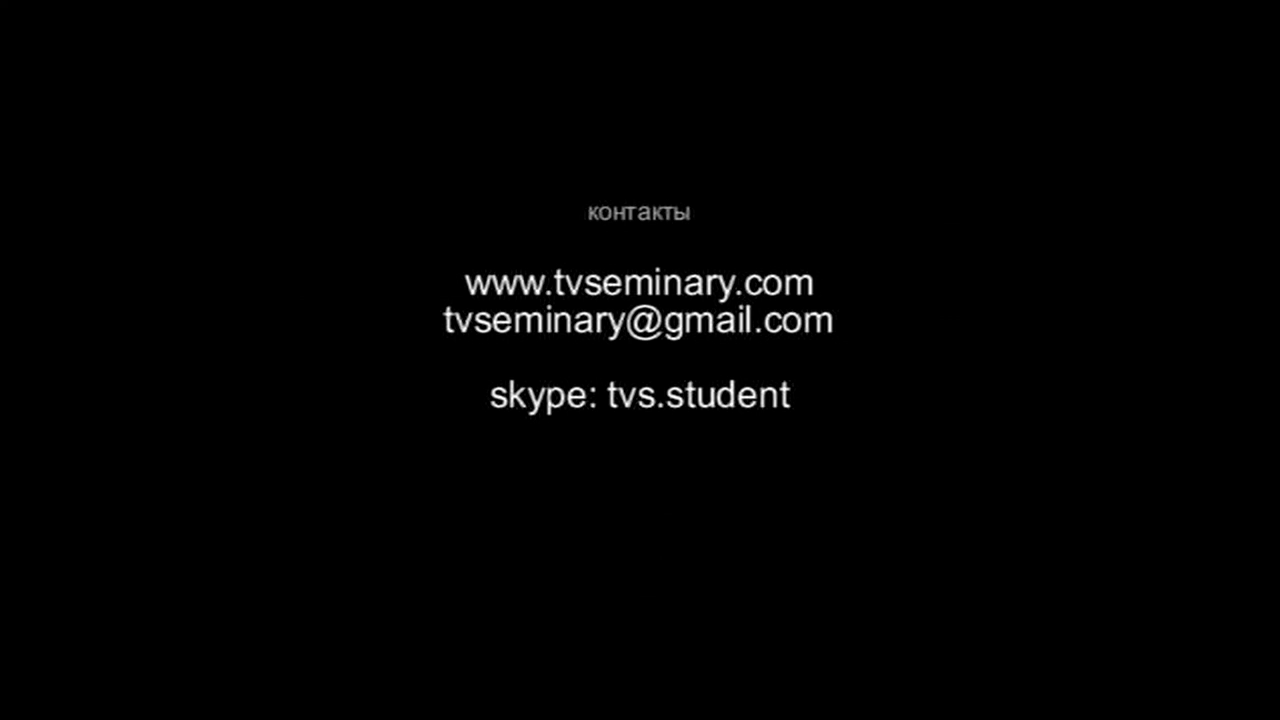 контакты
www.tvseminary.com
tvseminary@gmail.com
skype: tvs.student